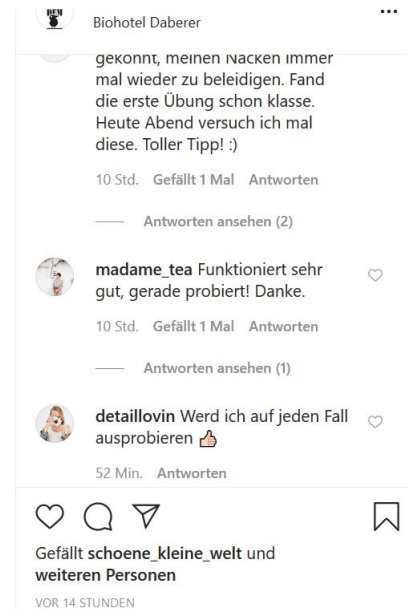 Biohotel Daberer
gekonnt, meinen Nacken immer
mal wieder zu beleidigen. Fand
die erste Übung schon klasse.
Heute Abend versuch ich mal
diese. Toller Tipp! :)
10 Std. Gefällt 1 Mal Antworten
Antworten ansehen (2)
madame_tea Funktioniert sehr
gut, gerade probiert! Danke.
10 Std. Gefällt 1 Mal Antworten
Antworten ansehen (1)
detaillovin Werd ich auf jeden Fall
ausprobieren 👍🏻
52 Min. Antworten
Gefällt schoene_kleine_welt und
weiteren Personen
VOR 14 STUNDEN